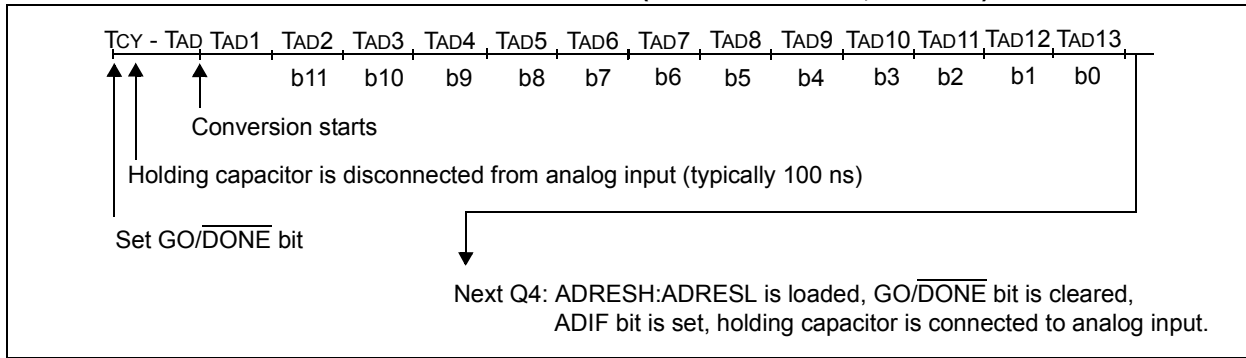 TCY - TAD TAD1 TAD2 TAD3 TAD4 TAD5 TAD6 TAD7 TAD8 TAD9 TAD10 TAD11 TAD12 TAD13
b11 b10 b9 b8 b7 b6 b5 b4 b3 b2 b1 b0
Conversion starts
Holding capacitor is disconnected from analog input (typically 100 ns)
Set GO/DONE bit
Next Q4: ADRESH:ADRESL is loaded, GO/DONE bit is cleared,
ADIF bit is set, holding capacitor is connected to analog input.